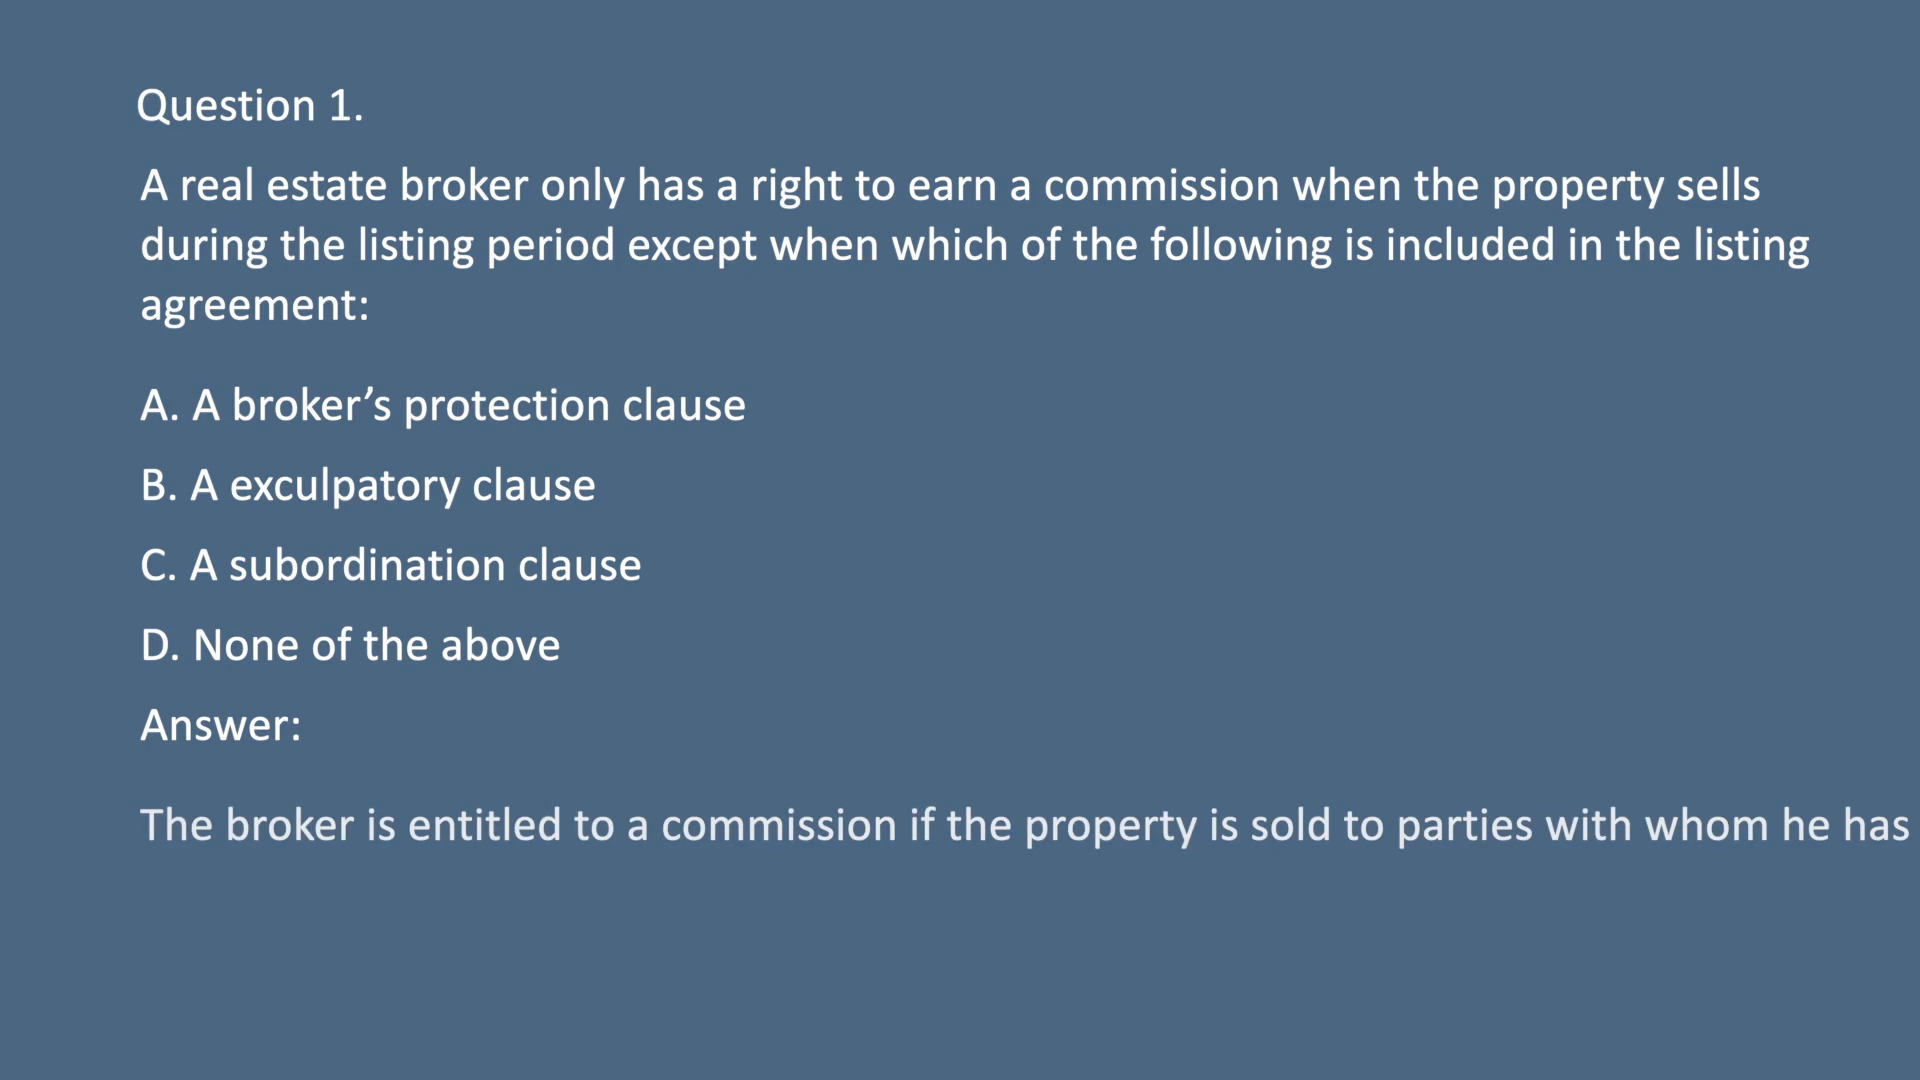 Question 1.
A real estate broker only has a right to earn a commission when the property sells
during the listing period except when which of the following is included in the listing
agreement:
A. A broker’s protection clause
B. A exculpatory clause
C. A subordination clause
D. None of the above
Answer:
The broker is entitled to a commission if the property is sold to parties with whom he has